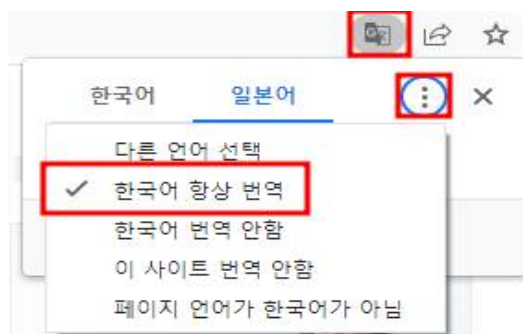 한국어 일본어
다른 언어 선택
한국어 항상 번역
한국어 번역 안함
이 사이트 번역 안함
페이지 언어가 한국어가 아님